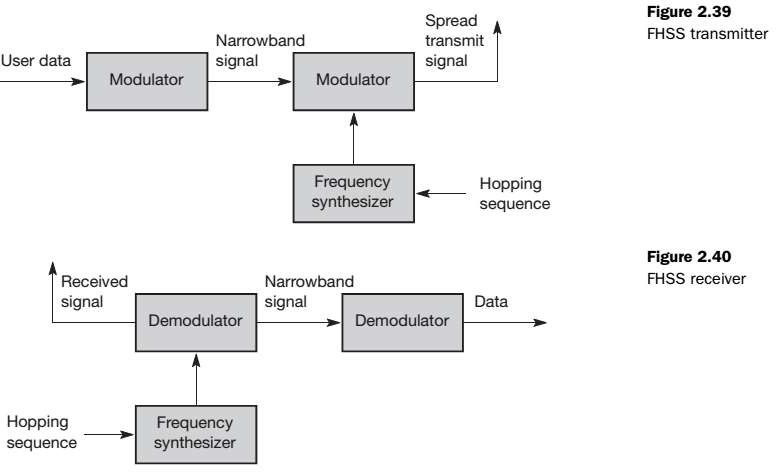 Figure 2.39
FHSS transmitter
Spread
transmit
signal
Narrowband
signal
User data
Modulator
Modulator
Frequency
synthesizer
Hopping
sequence
Figure 2.40
FHSS receiver
Received
signal
Narrowband
signal
Data
Demodulator
Demodulator
Hopping
sequence
Frequency
synthesizer